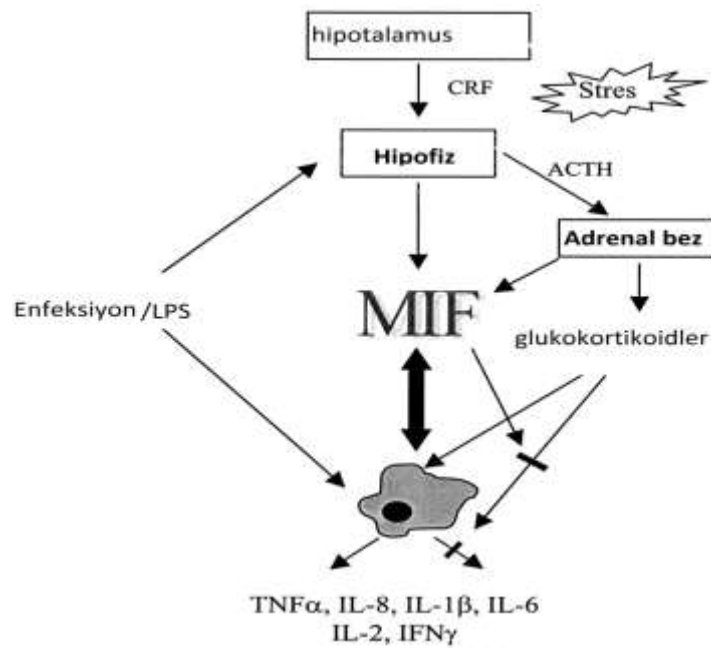 hipotalamus
CRF
Stres
Hipofiz
ACTH
Adrenal bez
Enfeksiyon /LPS
MIF
glukokortikoidler
TNFα, IL-8, IL-1β, IL-6
IL-2, IFNγ